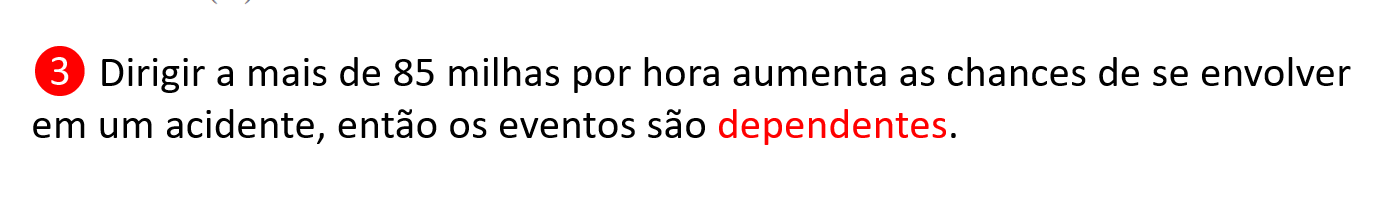 3 Dirigir a mais de 85 milhas por hora aumenta as chances de se envolver
em um acidente, então os eventos são dependentes.